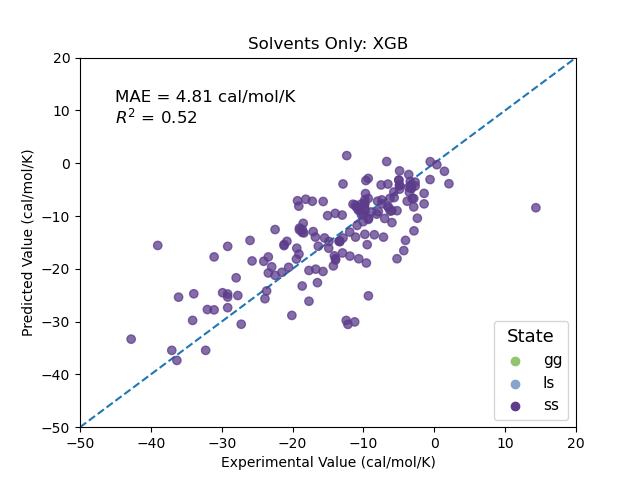 Solvents Only: XGB
MAE = 4.81 cal/mol/K
R² = 0.52
Predicted Value (cal/mol/K)
20
10
0
−10
−20
−30
−40
−50
State
gg
ls
ss
−50 −40 −30 −20 −10 0 10 20
Experimental Value (cal/mol/K)